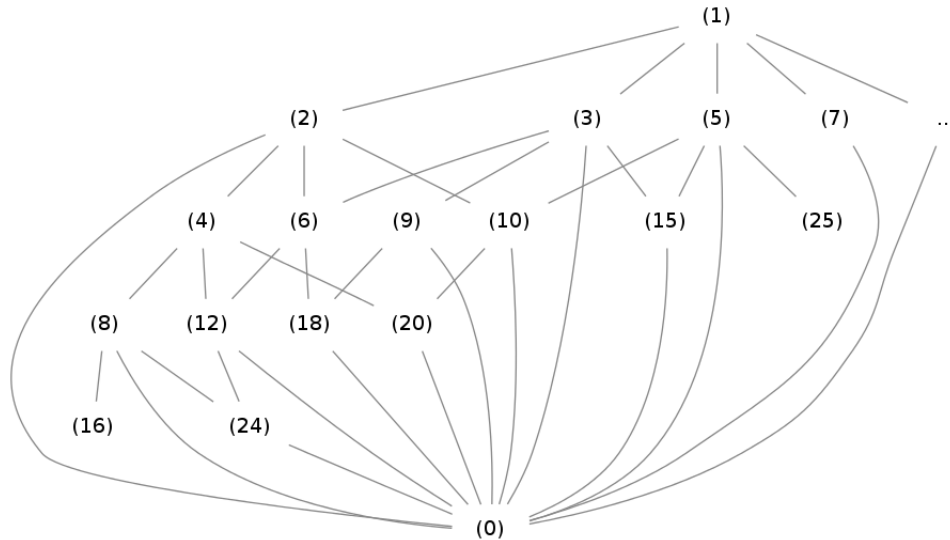 (1)
(2) (3) (5) (7) ..
(4) (6) (9) (10) (15) (25)
(8) (12) (18) (20)
(16) (24)
(0)